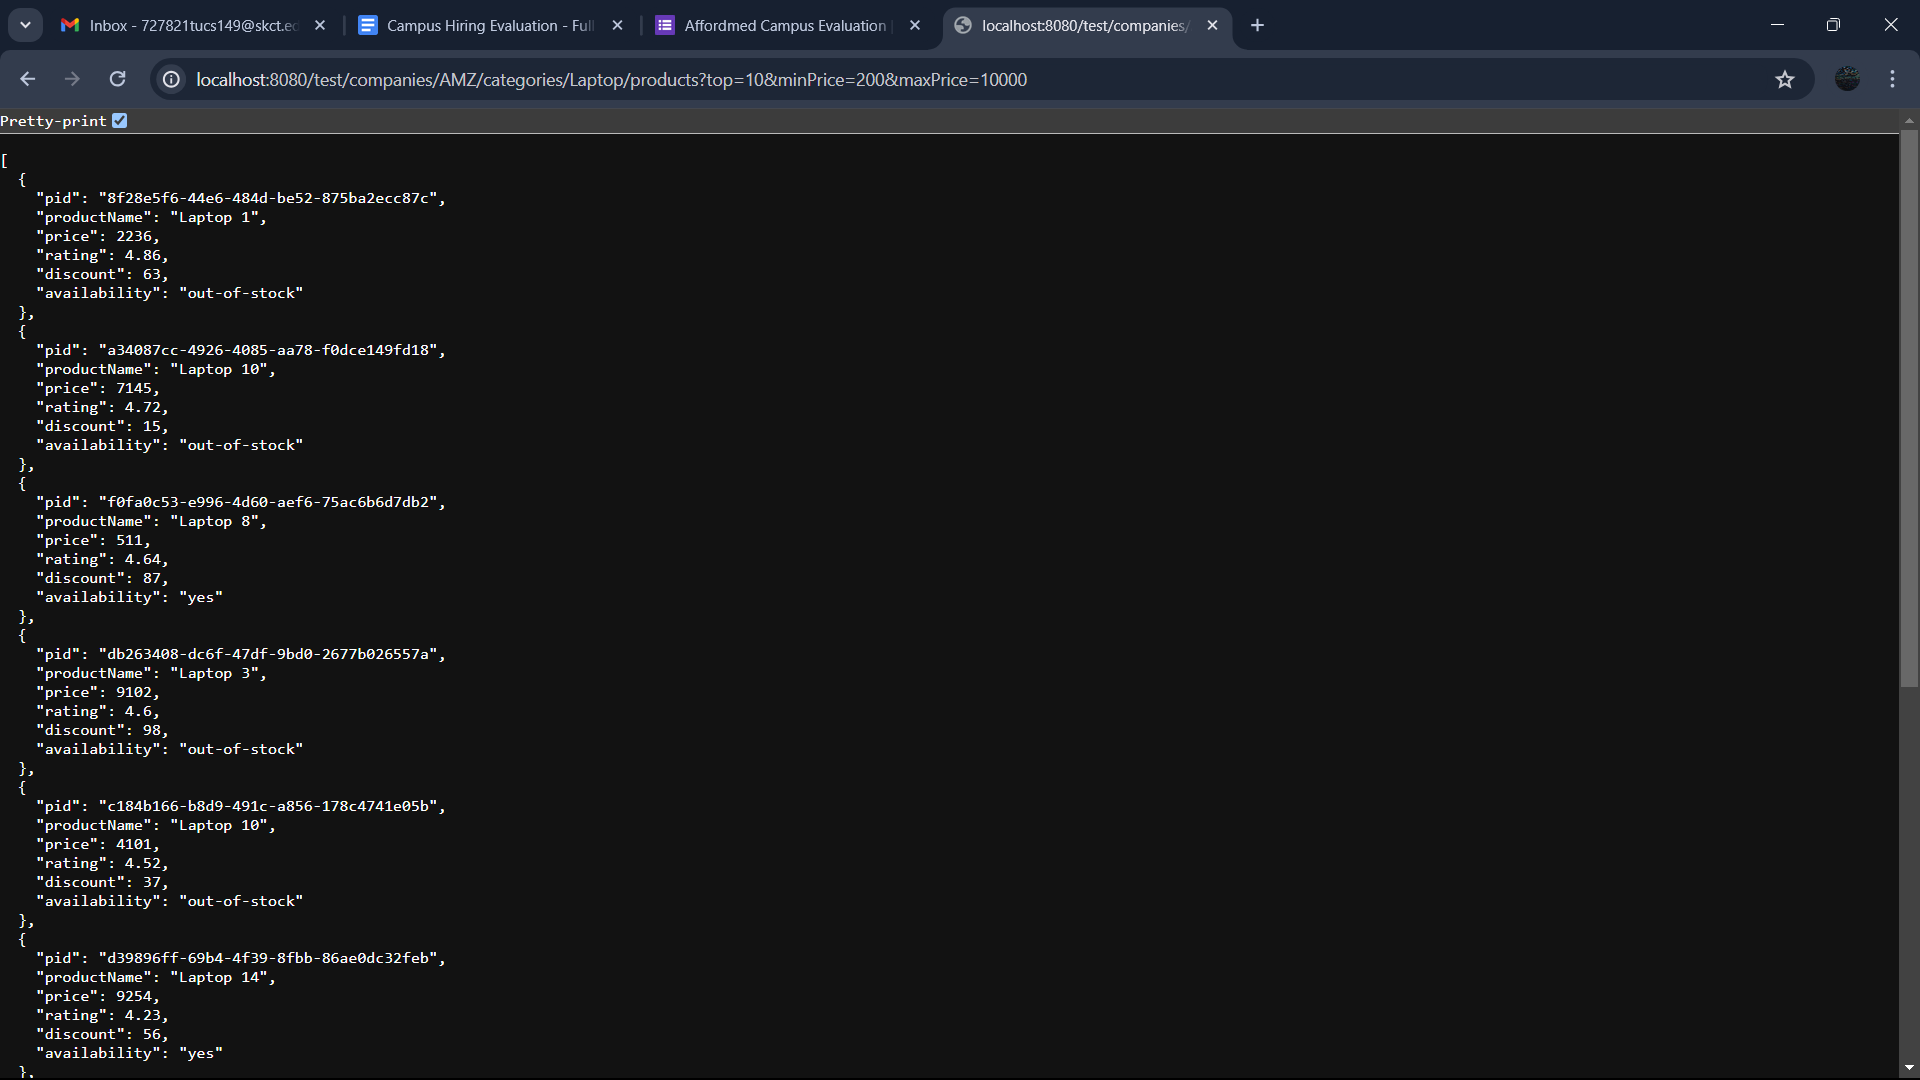 Inbox - 727821tucs149@skct.ed
Campus Hiring Evaluation - Full
Affordmed Campus Evaluation |
localhost:8080/test/companies/
localhost:8080/test/companies/AMZ/categories/Laptop/products?top=10&minPrice=200&maxPrice=10000
Pretty-print
[
  {
    "pid": "8f28e5f6-44e6-484d-be52-875ba2ecc87c",
    "productName": "Laptop 1",
    "price": 2236,
    "rating": 4.86,
    "discount": 63,
    "availability": "out-of-stock"
  },
  {
    "pid": "a34087cc-4926-4085-aa78-f0dce149fd18",
    "productName": "Laptop 10",
    "price": 7145,
    "rating": 4.72,
    "discount": 15,
    "availability": "out-of-stock"
  },
  {
    "pid": "f0fa0c53-e996-4d60-aef6-75ac6b6d7db2",
    "productName": "Laptop 8",
    "price": 511,
    "rating": 4.64,
    "discount": 87,
    "availability": "yes"
  },
  {
    "pid": "db263408-dc6f-47df-9bd0-2677b026557a",
    "productName": "Laptop 3",
    "price": 9102,
    "rating": 4.6,
    "discount": 98,
    "availability": "out-of-stock"
  },
  {
    "pid": "c184b166-b8d9-491c-a856-178c4741e05b",
    "productName": "Laptop 10",
    "price": 4101,
    "rating": 4.52,
    "discount": 37,
    "availability": "out-of-stock"
  },
  {
    "pid": "d39896ff-69b4-4f39-8fbb-86ae0dc32feb",
    "productName": "Laptop 14",
    "price": 9254,
    "rating": 4.23,
    "discount": 56,
    "availability": "yes"
  },